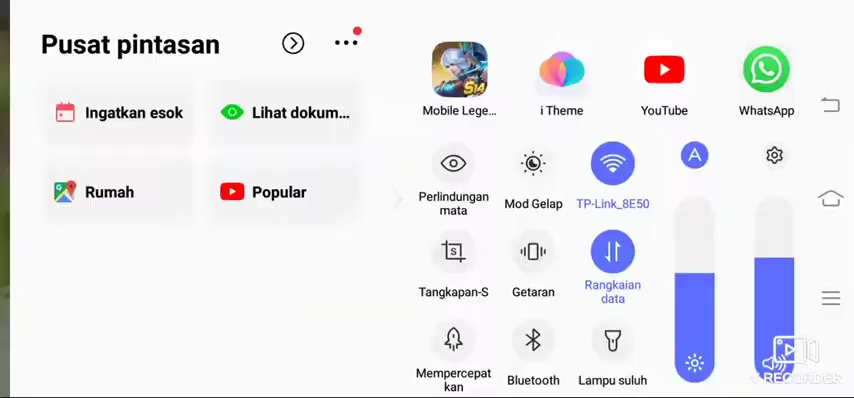 Pusat pintasan
Ingatkan esok
Lihat dokum...
Rumah
Popular
S14
Mobile Lege...
i Theme
YouTube
WhatsApp
Perlindungan
mata
Mod Gelap
TP-Link_8E50
A
S
Tangkapan-S
Getaran
Rangkaian
data
Mempercepat
kan
Bluetooth
Lampu suluh
RECORDER